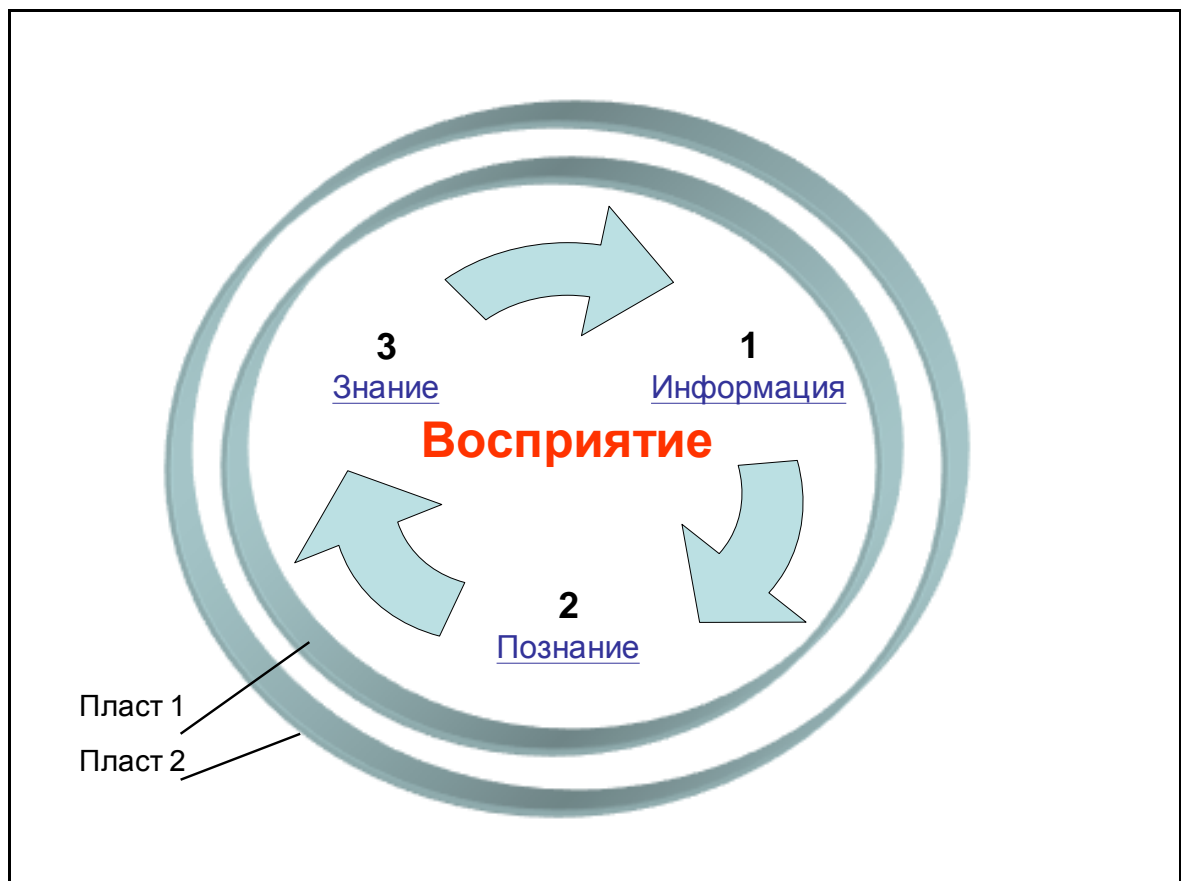 3
Знание
1
Информация
Восприятие
2
Познание
Пласт 1
Пласт 2